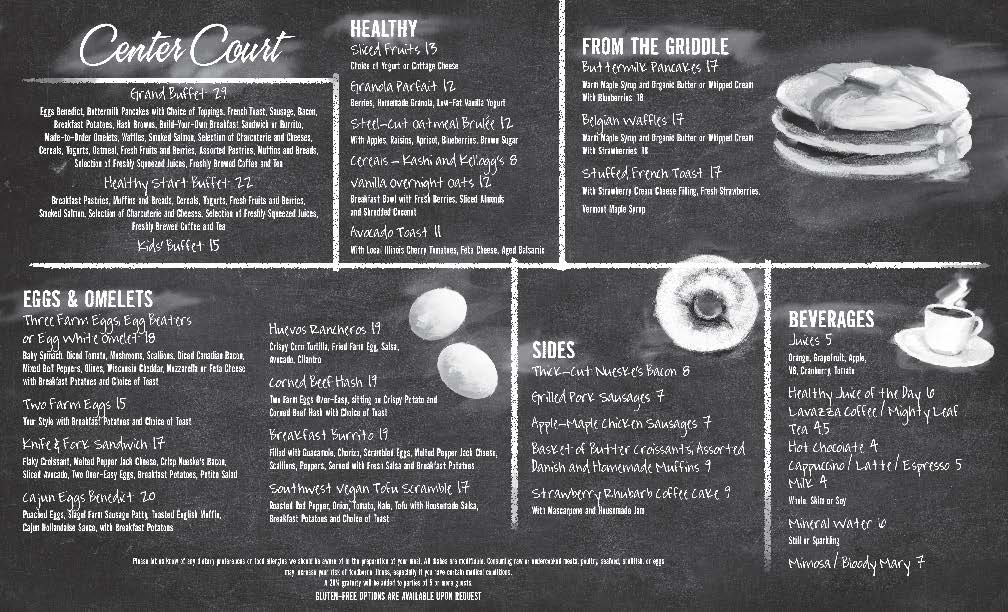 Center Court
Grand Buffet 29
Eggs Benedict, Buttermilk Pancakes with Choice of Toppings, French Toast, Sausage, Bacon,
Breakfast Potatoes, Hash Browns, Build-Your-Own Breakfast Sandwich or Burrito,
Made-to-Order Omelets, Waffles, Smoked Salmon, Selection of Charcuterie and Cheeses,
Cereals, Yogurts, Oatmeal, Fresh Fruits and Berries, Assorted Pastries, Muffins and Breads,
Selection of Freshly Squeezed Juices, Freshly Brewed Coffee and Tea
Healthy Start Buffet 22
Breakfast Pastries, Muffins and Breads, Cereals, Yogurts, Fresh Fruits and Berries,
Smoked Salmon, Selection of Charcuterie and Cheeses, Selection of Freshly Squeezed Juices,
Freshly Brewed Coffee and Tea
Kids' Buffet 15
HEALTHY
Sliced Fruits 13
Choice of Yogurt or Cottage Cheese
Granola Parfait 12
Berries, Homemade Granola, Low-Fat Vanilla Yogurt
Steel-Cut Oatmeal Brulée 12
With Apples, Raisins, Apricot, Blueberries, Brown Sugar
Cereals – Kashi and Kellogg's 8
Vanilla Overnight Oats 12
Breakfast Bowl with Fresh Berries, Sliced Almonds
and Shredded Coconut
Avocado Toast 11
With Local Illinois Cherry Tomatoes, Feta Cheese, Aged Balsamic
FROM THE GRIDDLE
Buttermilk Pancakes 17
Warm Maple Syrup and Organic Butter or Whipped Cream
With Blueberries 18
Belgian Waffles 17
Warm Maple Syrup and Organic Butter or Whipped Cream
With Strawberries 18
Stuffed French Toast 17
With Strawberry Cream Cheese Filling, Fresh Strawberries,
Vermont Maple Syrup
EGGS & OMELETS
Three Farm Eggs, Egg Beaters
or Egg White Omelet 18
Baby Spinach, Diced Tomato, Mushrooms, Scallions, Diced Canadian Bacon,
Mixed Bell Peppers, Olives, Wisconsin Cheddar, Mozzarella or Feta Cheese
with Breakfast Potatoes and Choice of Toast
Two Farm Eggs 15
Your Style with Breakfast Potatoes and Choice of Toast
Knife & Fork Sandwich 17
Flaky Croissant, Melted Pepper Jack Cheese, Crisp Nueske's Bacon,
Sliced Avocado, Two Over-Easy Eggs, Breakfast Potatoes, Petite Salad
Cajun Eggs Benedict 20
Poached Eggs, Slagel Farm Sausage Patty, Toasted English Muffin,
Cajun Hollandaise Sauce, with Breakfast Potatoes
Huevos Rancheros 19
Crispy Corn Tortilla, Fried Farm Egg, Salsa,
Avocado, Cilantro
Corned Beef Hash 19
Two Farm Eggs Over-Easy, sitting on Crispy Potato and
Corned Beef Hash with Choice of Toast
Breakfast Burrito 19
Filled with Guacamole, Chorizo, Scrambled Eggs, Melted Pepper Jack Cheese,
Scallions, Peppers, Served with Fresh Salsa and Breakfast Potatoes
Southwest Vegan Tofu Scramble 17
Roasted Red Pepper, Onion, Tomato, Kale, Tofu with Housemade Salsa,
Breakfast Potatoes and Choice of Toast
SIDES
Thick-Cut Nueske's Bacon 8
Grilled Pork Sausages 7
Apple-Maple Chicken Sausages 7
Basket of Butter Croissants, Assorted
Danish and Homemade Muffins 9
Strawberry Rhubarb Coffee Cake 9
With Mascarpone and Housemade Jam
BEVERAGES
Juices 5
Orange, Grapefruit, Apple,
V8, Cranberry, Tomato
Healthy Juice of the Day 6
Lavazza Coffee / Mighty Leaf
Tea 4.5
Hot Chocolate 4
Cappucino / Latte / Espresso 5
Milk 4
Whole, Skim or Soy
Mineral Water 6
Still or Sparkling
Mimosa / Bloody Mary 7
Please let us know of any dietary preferences or food allergies we should be aware of in the preparation of your meal. All dishes are modifiable. Consuming raw or undercooked meats, poultry, seafood, shellfish, or eggs
may increase your risk of foodborne illness, especially if you have certain medical conditions.
A 20% gratuity will be added to parties of 5 or more guests.
GLUTEN-FREE OPTIONS ARE AVAILABLE UPON REQUEST